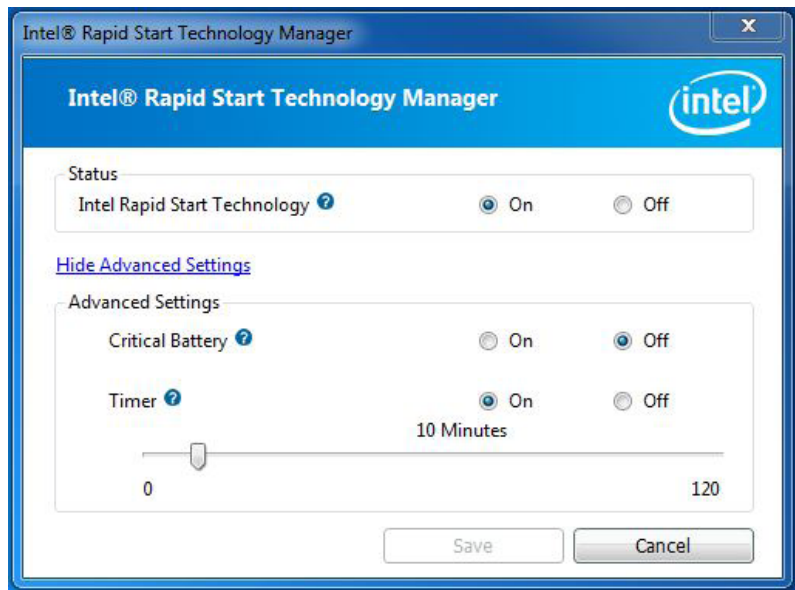 Intel® Rapid Start Technology Manager
X
Intel® Rapid Start Technology Manager
intel
Status
Intel Rapid Start Technology ? On Off
Hide Advanced Settings
Advanced Settings
Critical Battery ? On Off
Timer ? On Off
10 Minutes
0 120
Save Cancel